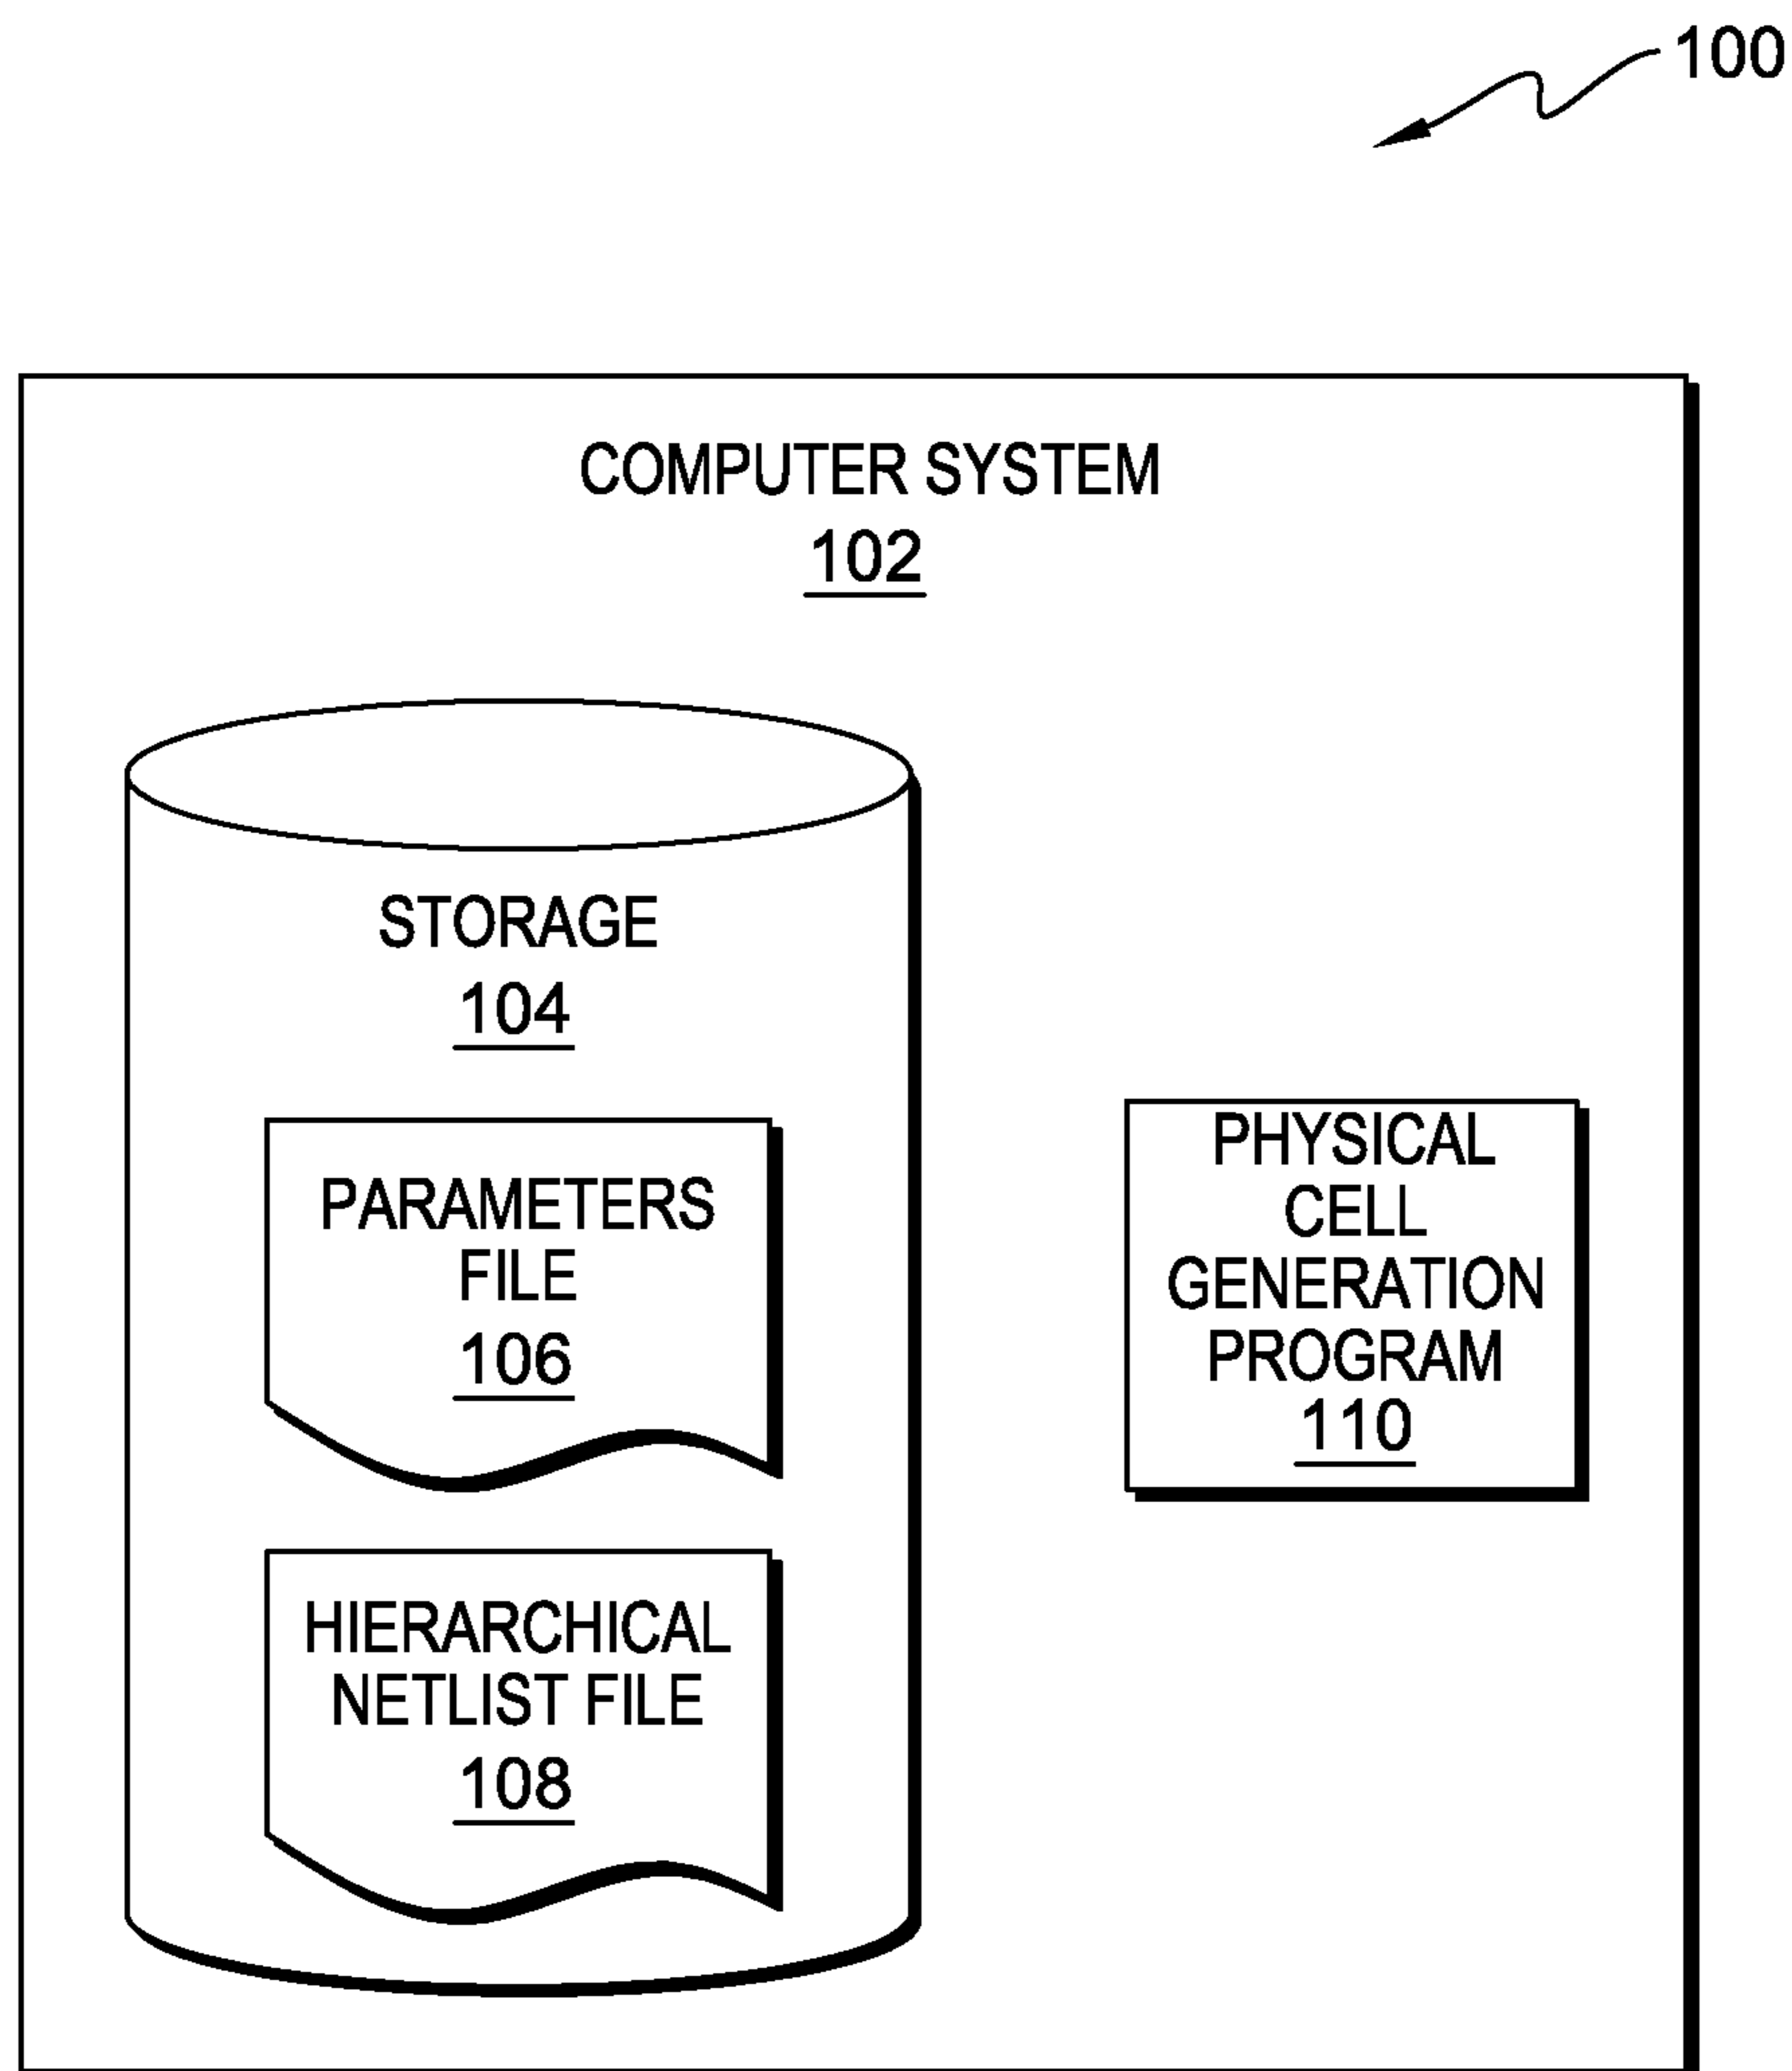 100
COMPUTER SYSTEM
102
STORAGE
104
PARAMETERS
FILE
106
HIERARCHICAL
NETLIST FILE
108
PHYSICAL
CELL
GENERATION
PROGRAM
110